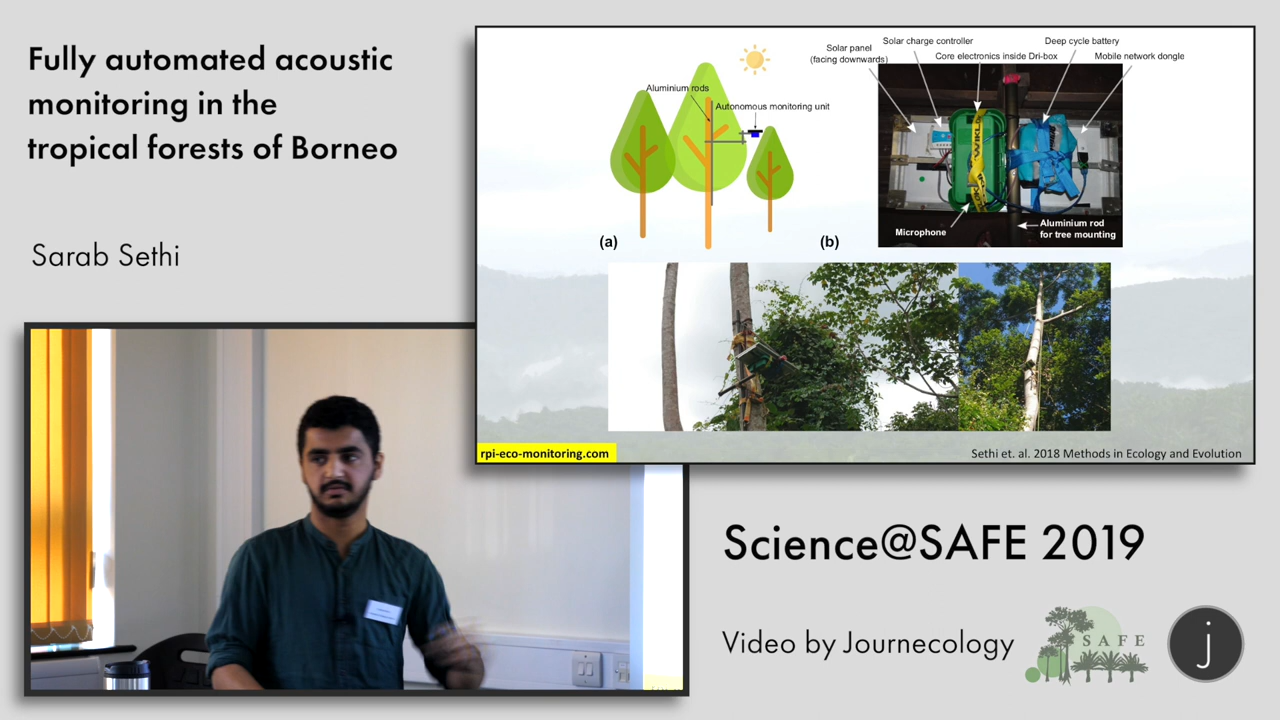 Fully automated acoustic
monitoring in the
tropical forests of Borneo
Sarab Sethi
Solar panel
(facing downwards)
Solar charge controller
Core electronics inside Dri-box
Deep cycle battery
Mobile network dongle
Aluminium rods
Autonomous monitoring unit
Microphone
Aluminium rod
for tree mounting
(a)
(b)
rpi-eco-monitoring.com
Sethi et. al. 2018 Methods in Ecology and Evolution
Science@SAFE 2019
Video by Journecology
SAFE
j